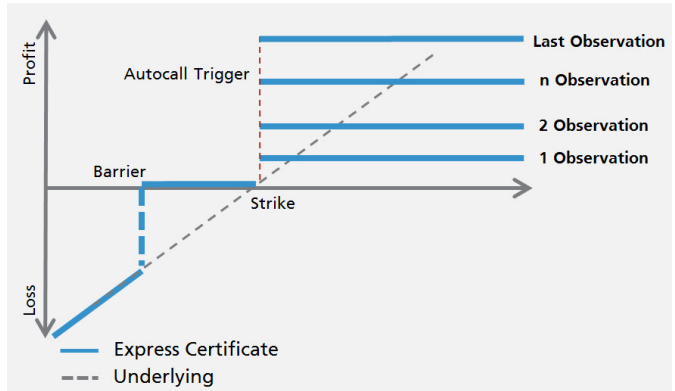 Profit
Last Observation
Autocall Trigger
n Observation
2 Observation
1 Observation
Barrier
Strike
Loss
Express Certificate
Underlying